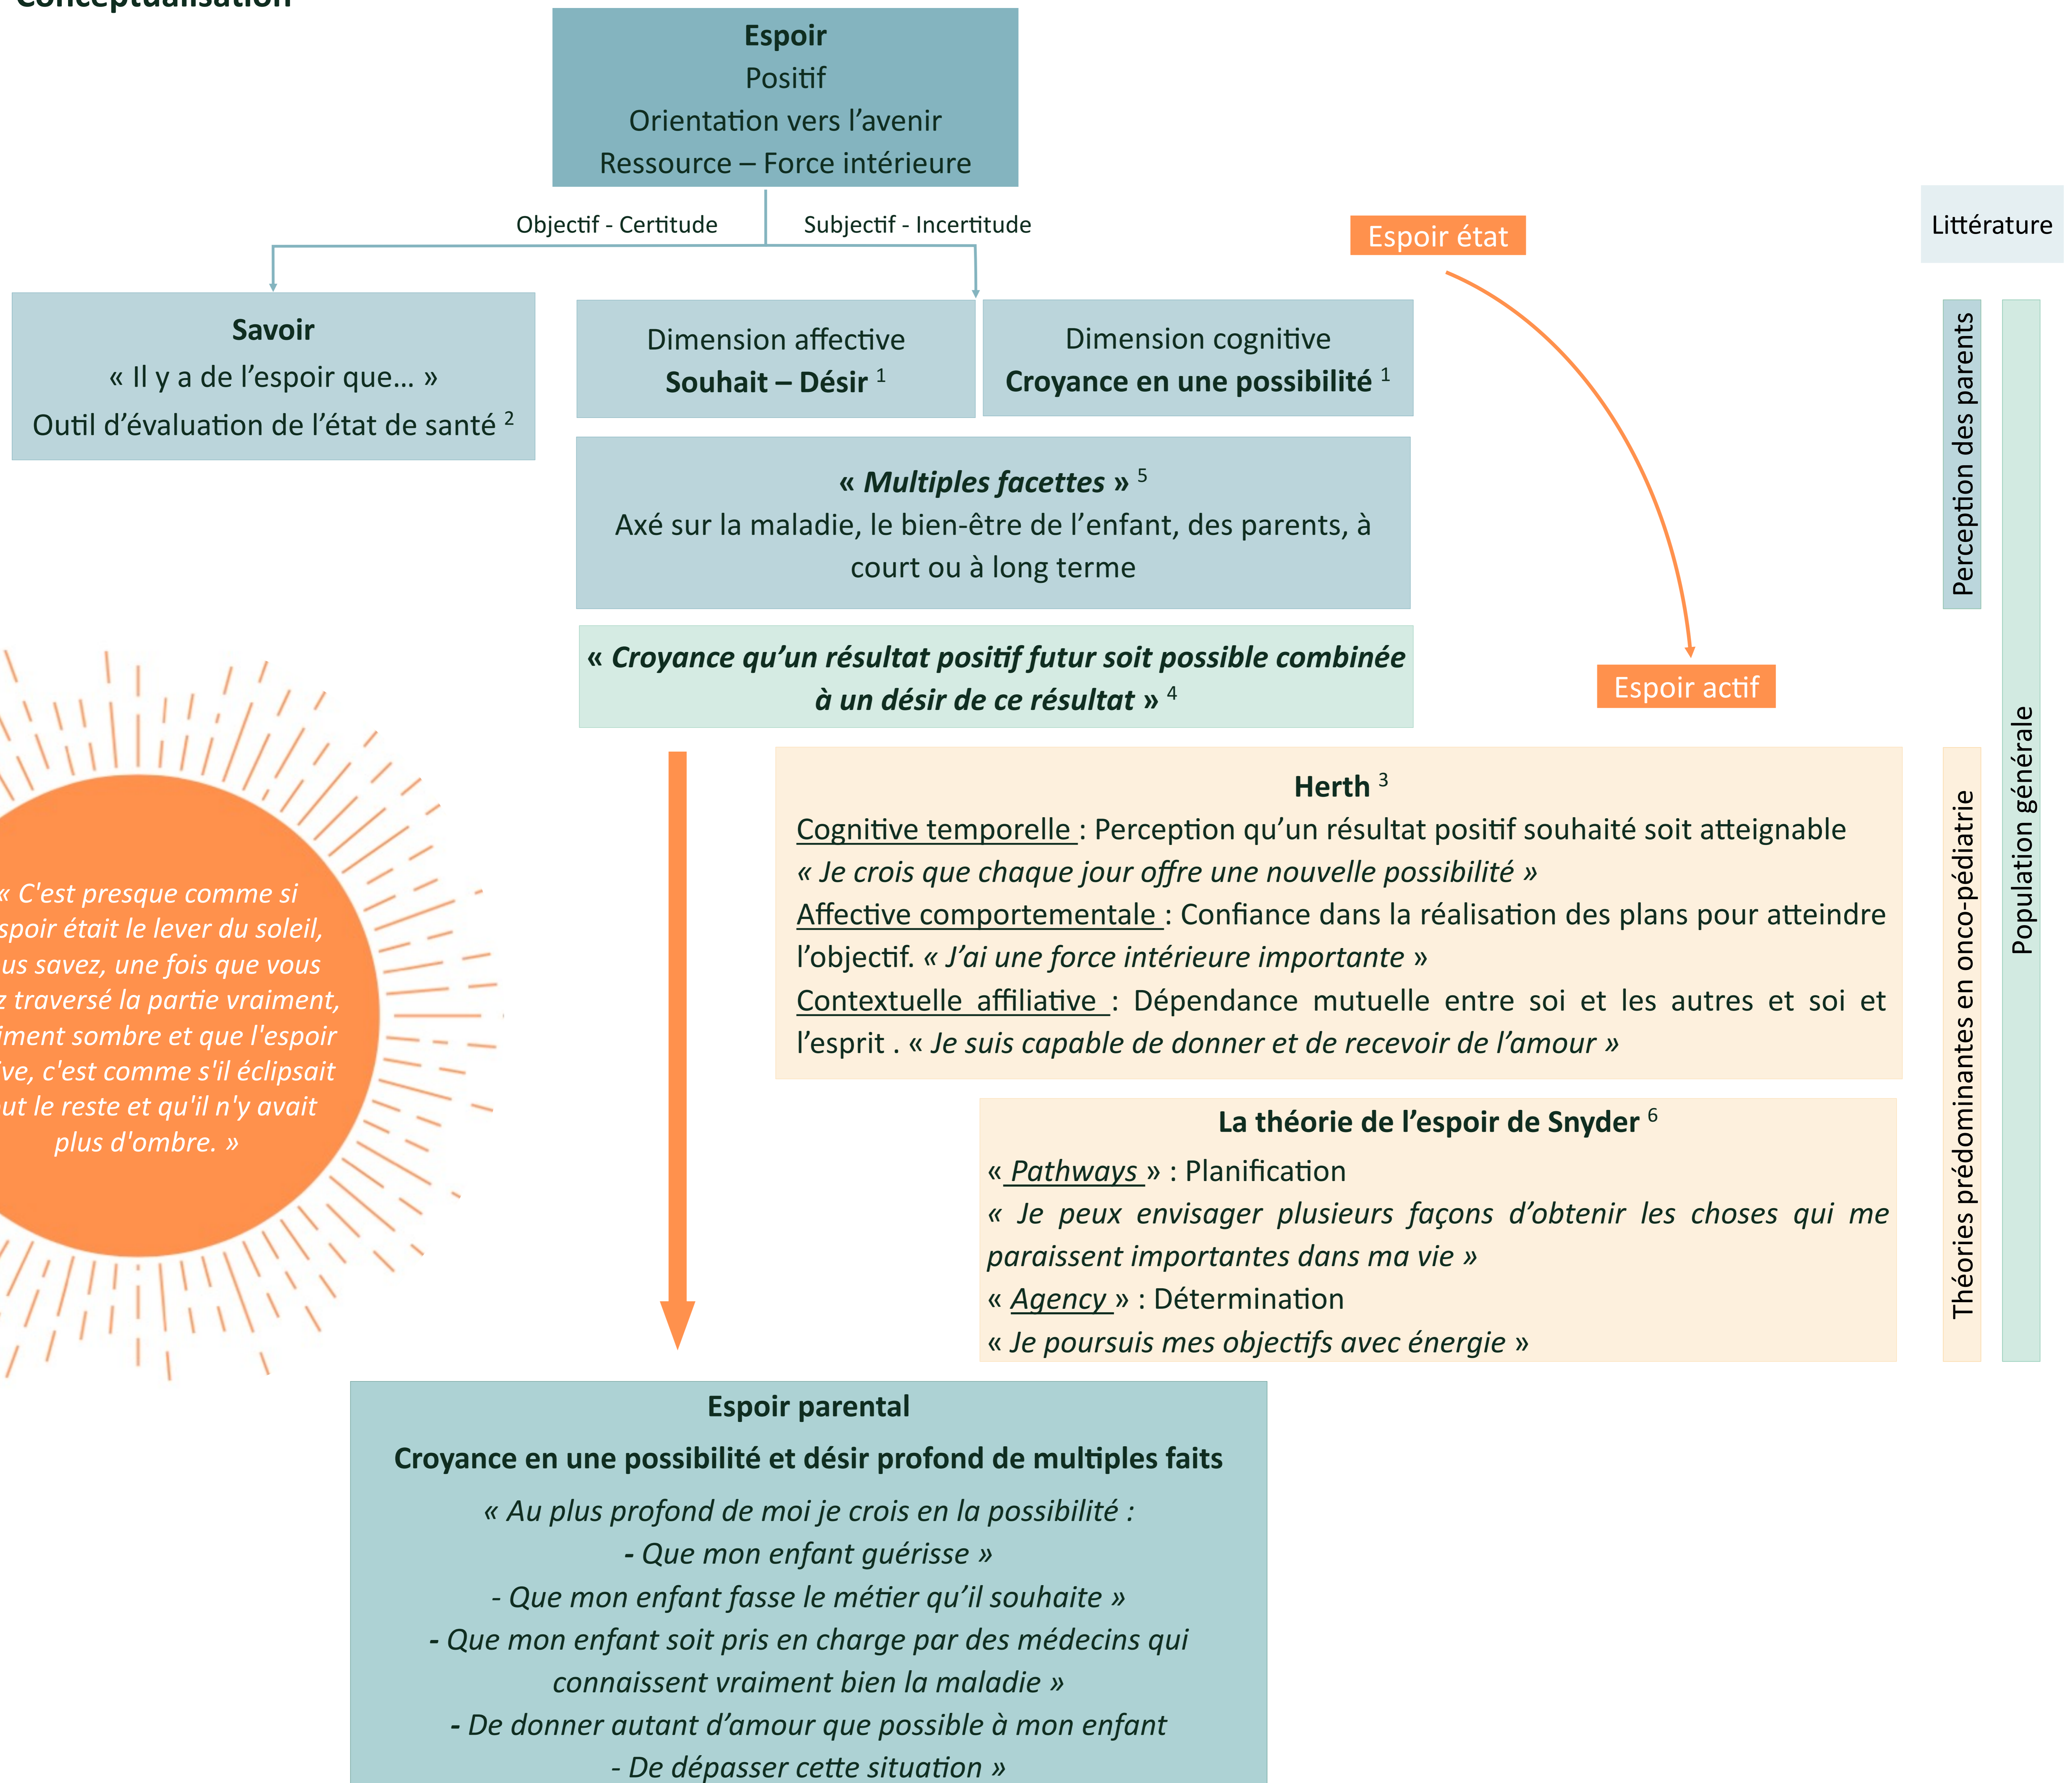 Conceptualisation
Espoir
Positif
Orientation vers l’avenir
Ressource – Force intérieure
Objectif - Certitude
Subjectif - Incertitude
Espoir état
Littérature
Savoir
« Il y a de l’espoir que… »
Outil d’évaluation de l’état de santé 2
Dimension affective
Souhait – Désir 1
Dimension cognitive
Croyance en une possibilité 1
Perception des parents
« Multiples facettes » 5
Axé sur la maladie, le bien-être de l’enfant, des parents, à
court ou à long terme
« Croyance qu’un résultat positif futur soit possible combinée
à un désir de ce résultat » 4
Espoir actif
Population générale
Herth 3
Cognitive temporelle : Perception qu’un résultat positif souhaité soit atteignable
« Je crois que chaque jour offre une nouvelle possibilité »
Affective comportementale : Confiance dans la réalisation des plans pour atteindre
l’objectif. « J’ai une force intérieure importante »
Contextuelle affiliative : Dépendance mutuelle entre soi et les autres et soi et
l’esprit . « Je suis capable de donner et de recevoir de l’amour »
Théories prédominantes en onco-pédiatrie
« C'est presque comme si
spoir était le lever du soleil,
us savez, une fois que vous
z traversé la partie vraiment,
iment sombre et que l'espoir
ve, c'est comme s'il éclipsait
ut le reste et qu'il n'y avait
plus d'ombre. »
La théorie de l’espoir de Snyder 6
« Pathways » : Planification
« Je peux envisager plusieurs façons d’obtenir les choses qui me
paraissent importantes dans ma vie »
« Agency » : Détermination
« Je poursuis mes objectifs avec énergie »
Espoir parental
Croyance en une possibilité et désir profond de multiples faits
« Au plus profond de moi je crois en la possibilité :
- Que mon enfant guérisse »
- Que mon enfant fasse le métier qu’il souhaite »
- Que mon enfant soit pris en charge par des médecins qui
connaissent vraiment bien la maladie »
- De donner autant d’amour que possible à mon enfant
- De dépasser cette situation »